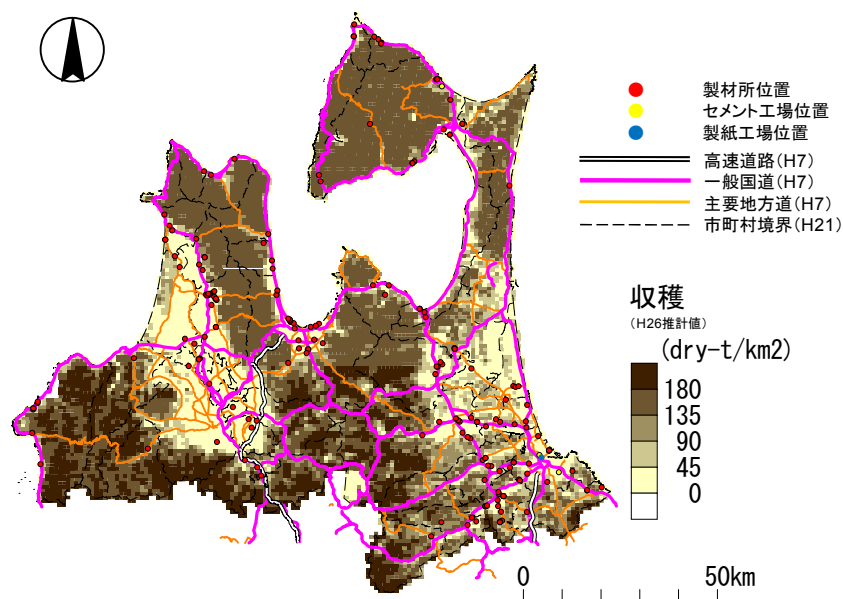 製材所位置
セメント工場位置
製紙工場位置
高速道路(H7)
一般国道(H7)
主要地方道(H7)
市町村境界(H21)
収穫
(H26推計値)
(dry-t/km2)
180
135
90
45
0
0 50km